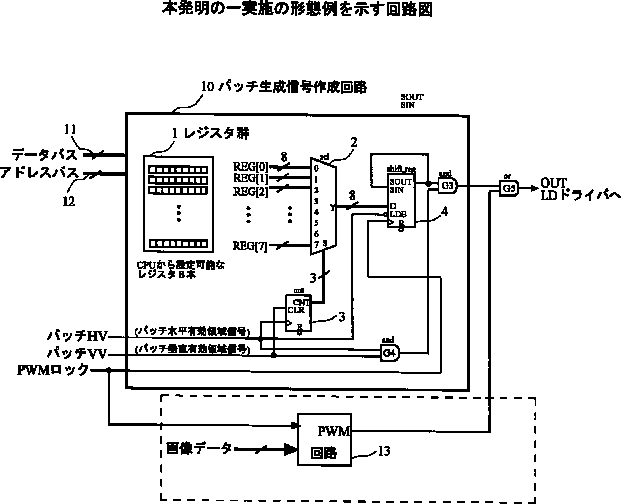 本発明の一実施の形態例を示す回路図
10 パッチ生成信号作成回路
SOUT
SIN
11
1 レジスタ群
データバス
アドレスバス
12
REG[0]
REG[1]
REG[2]
REG[7]
8
sel
2
0
1
2
3
4
5
6
7 S
Y
8
shift_reg
SOUT
SIN
D
LDB
R
8
4
and
G3
or
G5
OUT
LDドライバへ
CPUから設定可能な
レジスタ8本
3
cnt
CNT
CLR
R
8
3
パッチHV
(パッチ水平有効領域信号)
パッチVV
(パッチ垂直有効領域信号)
and
G4
PWMロック
画像データ
PWM
回路
13